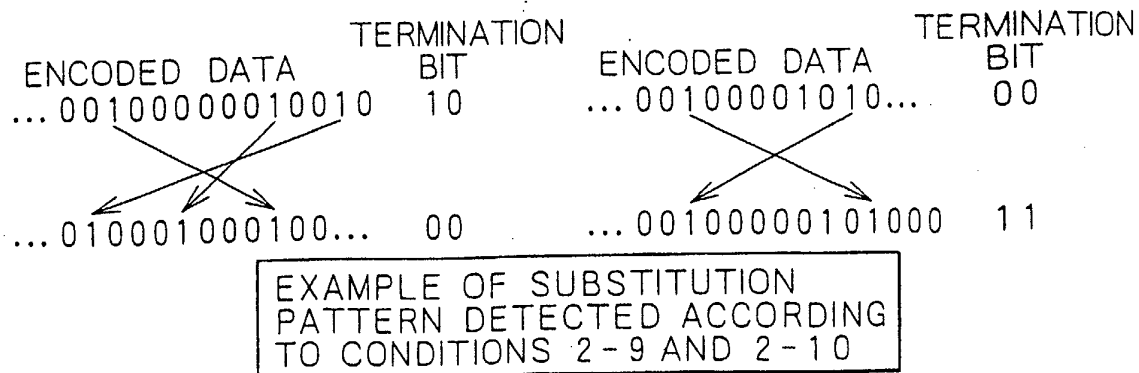 TERMINATION TERMINATION
ENCODED DATA BIT ENCODED DATA BIT
...00100000010010 10 ...00100001010... 00
...010001000100... 00 ...00100000101000 11
EXAMPLE OF SUBSTITUTION
PATTERN DETECTED ACCORDING
TO CONDITIONS 2-9 AND 2-10